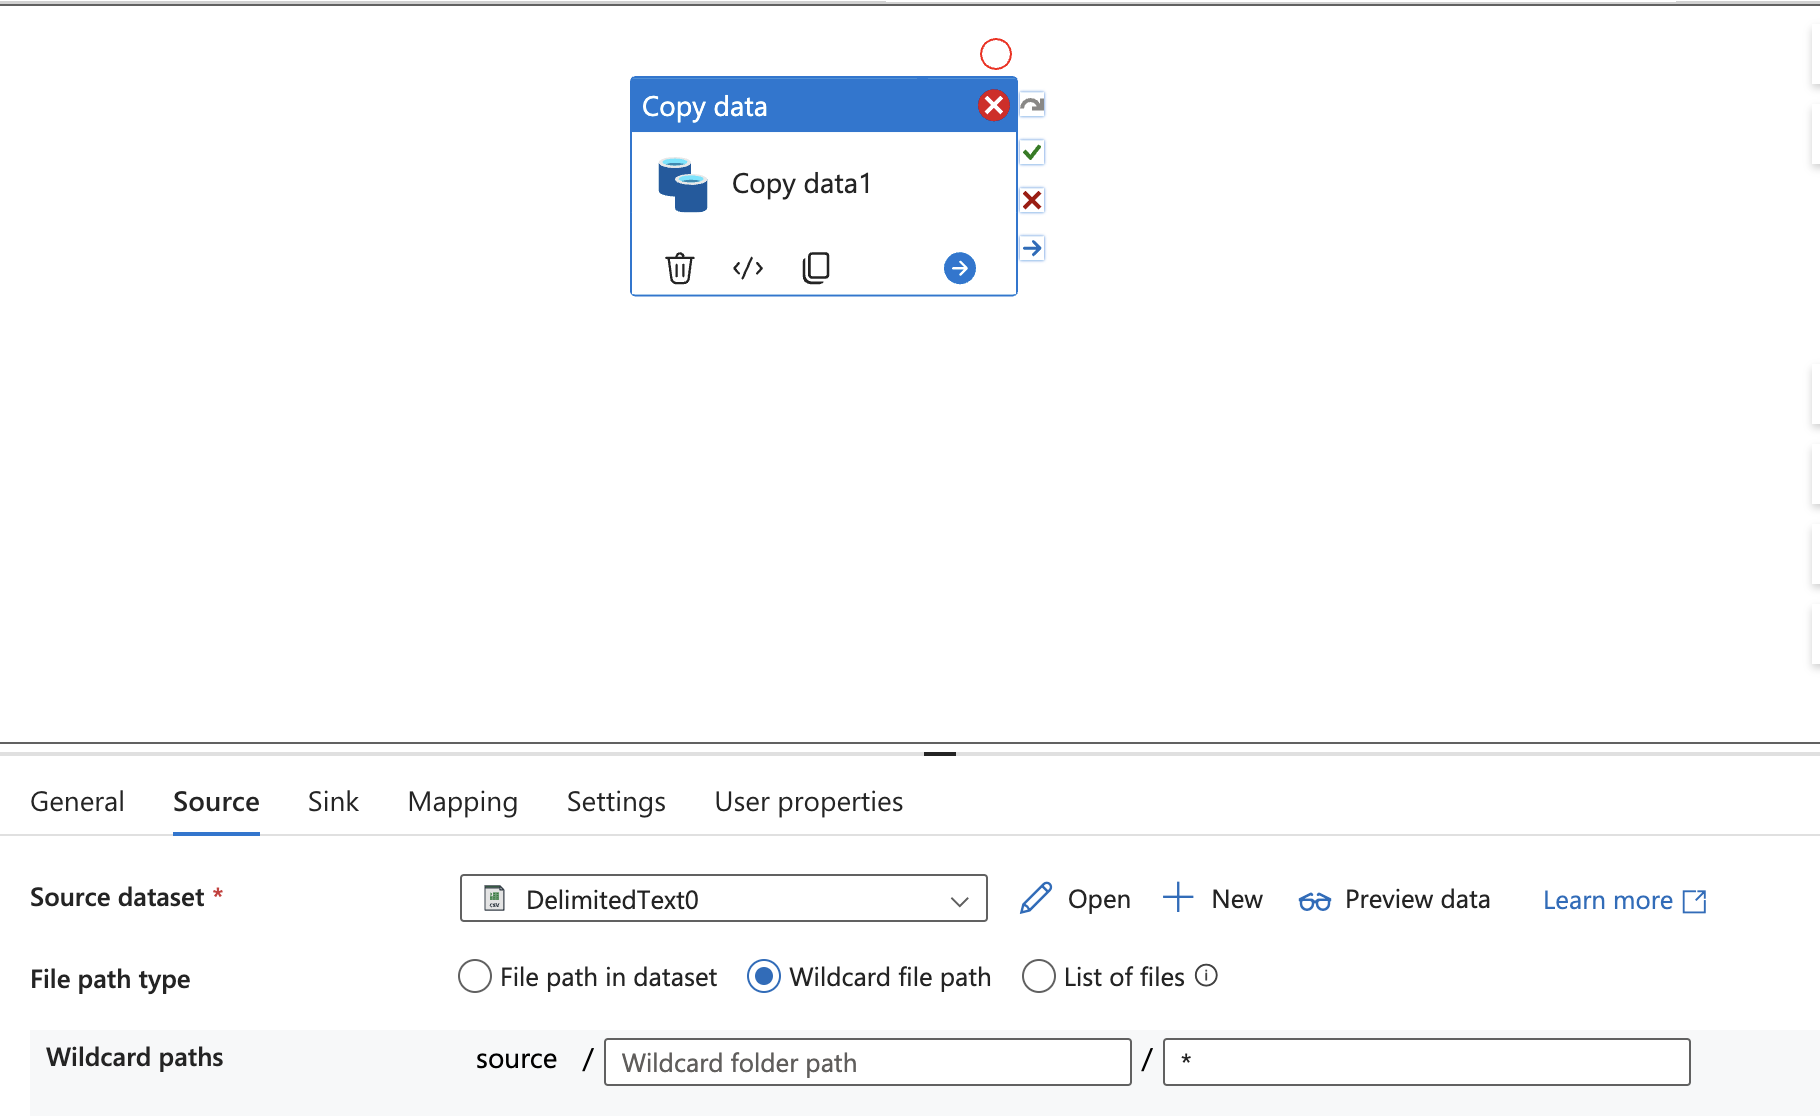 Copy data
Copy data1
General Source Sink Mapping Settings User properties
Source dataset * DelimitedText0 Open New Preview data Learn more
File path type File path in dataset Wildcard file path List of files
Wildcard paths source / Wildcard folder path / *